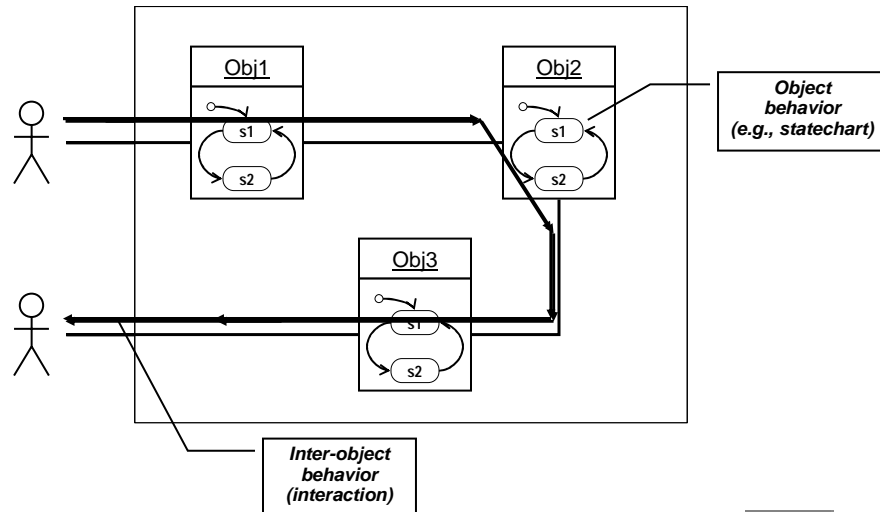 Obj1
Obj2
s1
s2
s1
s2
Object
behavior
(e.g., statechart)
Obj3
s1
s2
Inter-object
behavior
(interaction)